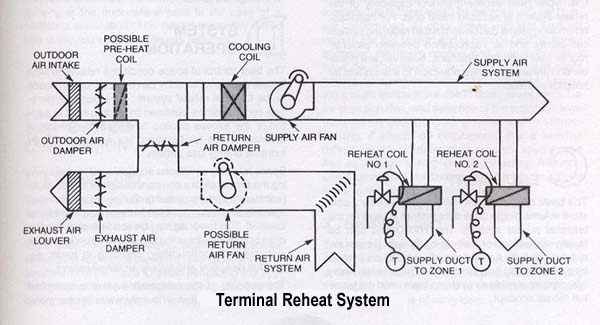 OUTDOOR
AIR INTAKE
POSSIBLE
PRE-HEAT
COIL
COOLING
COIL
SUPPLY AIR
SYSTEM
OUTDOOR AIR
DAMPER
RETURN
AIR DAMPER
SUPPLY AIR FAN
REHEAT COIL
NO 1
REHEAT COIL
NO. 2
EXHAUST AIR
LOUVER
EXHAUST AIR
DAMPER
POSSIBLE
RETURN
AIR FAN
RETURN AIR
SYSTEM
T
SUPPLY DUCT
TO ZONE 1
T
SUPPLY DUCT
TO ZONE 2
Terminal Reheat System